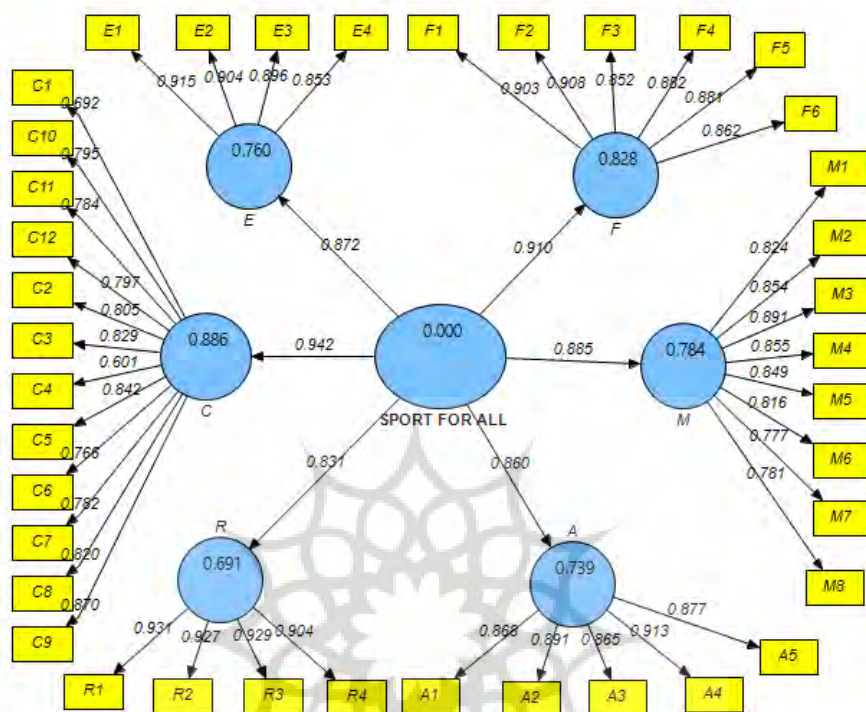 E1
E2
E3
E4
F1
F2
F3
F4
F5
F6
0.915
0.904
0.896
0.853
0.903
0.908
0.852
0.882
0.881
0.862
C1
C10
C11
C12
C2
C3
C4
C5
C6
C7
C8
C9
0.692
0.795
0.784
0.797
0.805
0.829
0.601
0.842
0.766
0.782
0.820
0.870
0.760
E
0.828
F
0.872
0.910
0.886
C
0.942
0.000
SPORT FOR ALL
0.885
0.784
M
M1
M2
M3
M4
M5
M6
M7
M8
0.824
0.854
0.891
0.855
0.849
0.816
0.777
0.781
0.831
0.860
R
0.691
A
0.739
0.931
0.927
0.929
0.904
0.868
0.891
0.865
0.913
0.877
R1
R2
R3
R4
A1
A2
A3
A4
A5